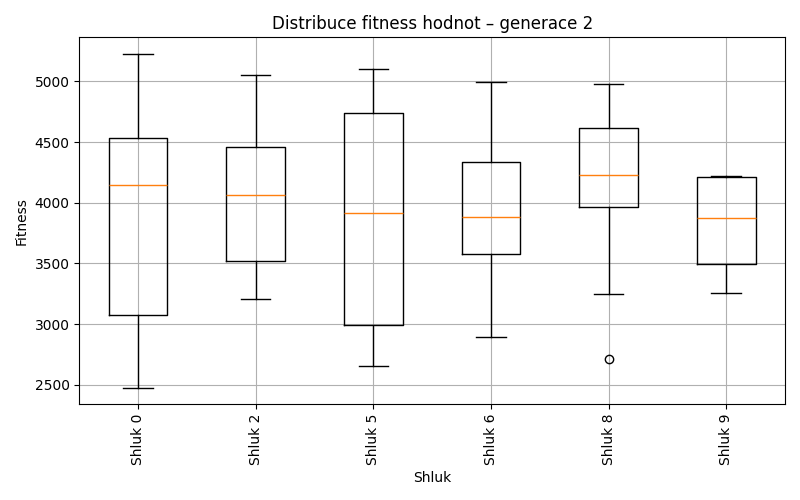 Distribuce fitness hodnot – generace 2
Fitness
5000
4500
4000
3500
3000
2500
Shluk 0
Shluk 2
Shluk 5
Shluk 6
Shluk 8
Shluk 9
Shluk